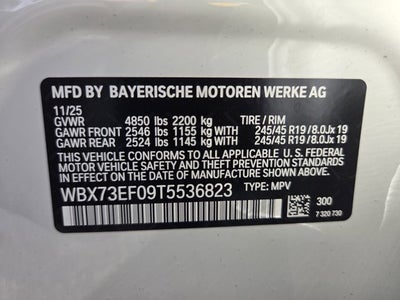 MFD BY BAYERISCHE MOTOREN WERKE AG
11/25
GVWR 4850 lbs 2200 kg TIRE / RIM
GAWR FRONT 2546 lbs 1155 kg WITH 245/45 R19 / 8.0Jx 19
GAWR REAR 2524 lbs 1145 kg WITH 245/45 R19 / 8.0Jx 19
THIS VEHICLE CONFORMS TO ALL APPLICABLE U. S. FEDERAL
MOTOR VEHICLE SAFETY AND THEFT PREVENTION STANDARDS
IN EFFECT ON THE DATE OF MANUFACTURE SHOWN ABOVE.
WBX73EF09T5536823 TYPE: MPV
300
7 320 730